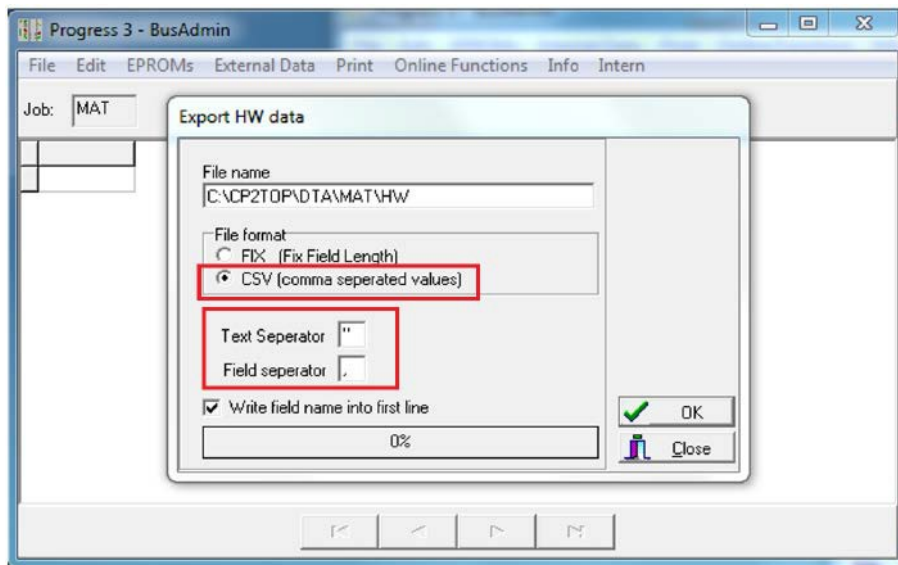 Progress 3 - BusAdmin
File Edit EPROMs External Data Print Online Functions Info Intern
Job: MAT
Export HW data
File name
C:\CP2TOP\DTA\MAT\HW
File format
FIX (Fix Field Length)
CSV (comma seperated values)
Text Seperator "
Field seperator ,
Write field name into first line
0%
OK
Close